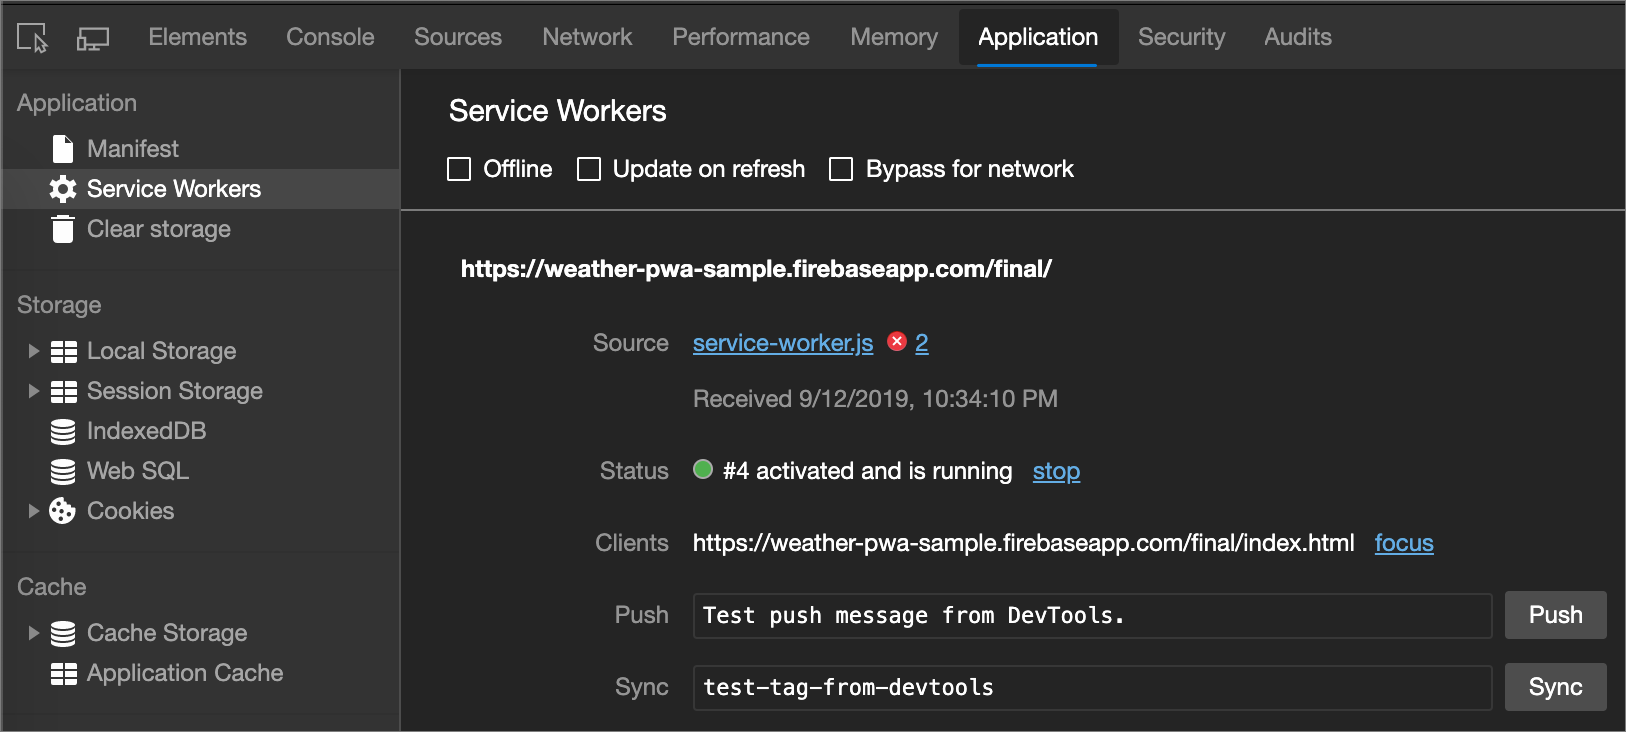 Elements Console Sources Network Performance Memory Application Security Audits
Application
Manifest
Service Workers
Clear storage
Storage
Local Storage
Session Storage
IndexedDB
Web SQL
Cookies
Cache
Cache Storage
Application Cache
Service Workers
Offline Update on refresh Bypass for network
https://weather-pwa-sample.firebaseapp.com/final/
Source service-worker.js 2
Received 9/12/2019, 10:34:10 PM
Status #4 activated and is running stop
Clients https://weather-pwa-sample.firebaseapp.com/final/index.html focus
Push Test push message from DevTools. Push
Sync test-tag-from-devtools Sync